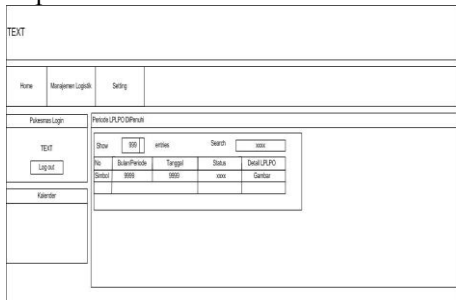 TEXT
Home Manajemen Logistik Setting
Pukesmas Login
TEXT
Log out
Kalender
Periode LPLPO DiPenuhi
Show 999 entries Search xxxx
No Bulan/Periode Tanggal Status Detail LPLPO
Simbol 9999 9999 xxxx Gambar